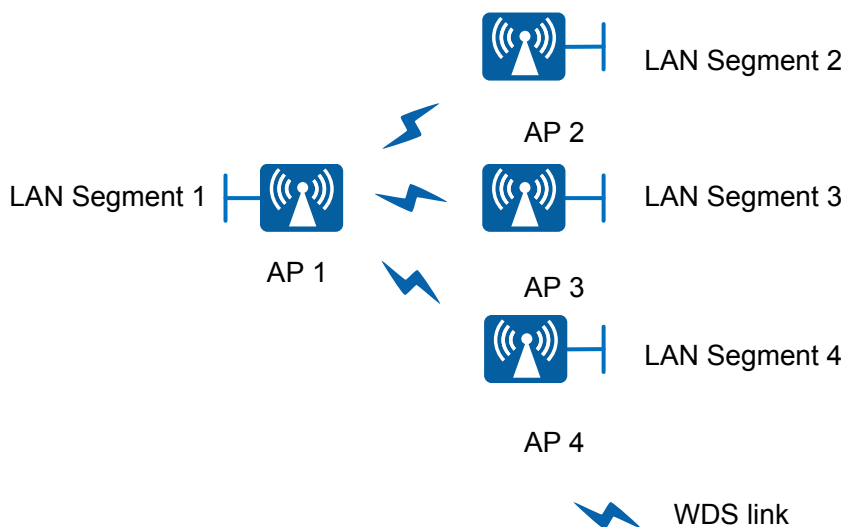 LAN Segment 2
AP 2
LAN Segment 1
LAN Segment 3
AP 1
AP 3
LAN Segment 4
AP 4
WDS link